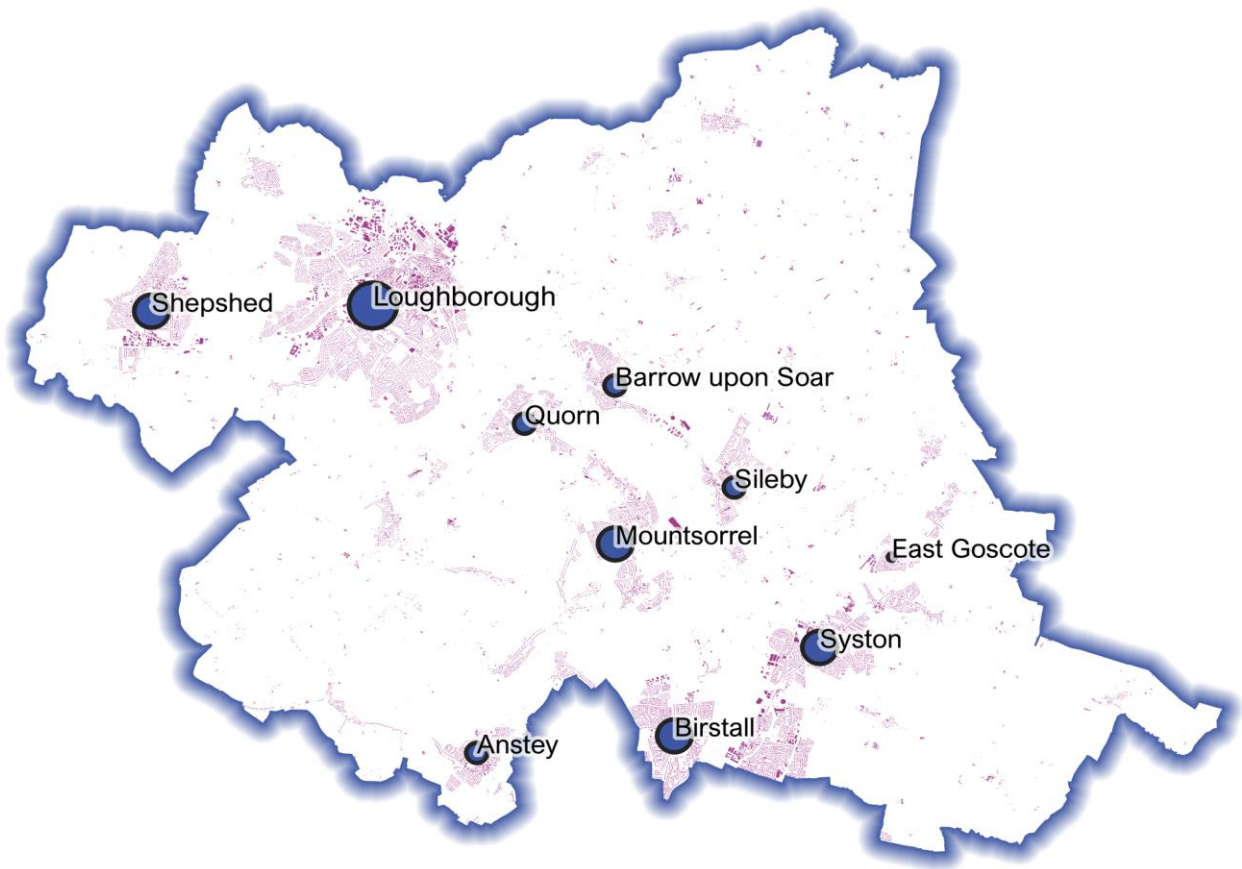 Shepshed
Loughborough
Barrow upon Soar
Quorn
Sileby
Mountsorrel
East Goscote
Syston
Birstall
Anstey